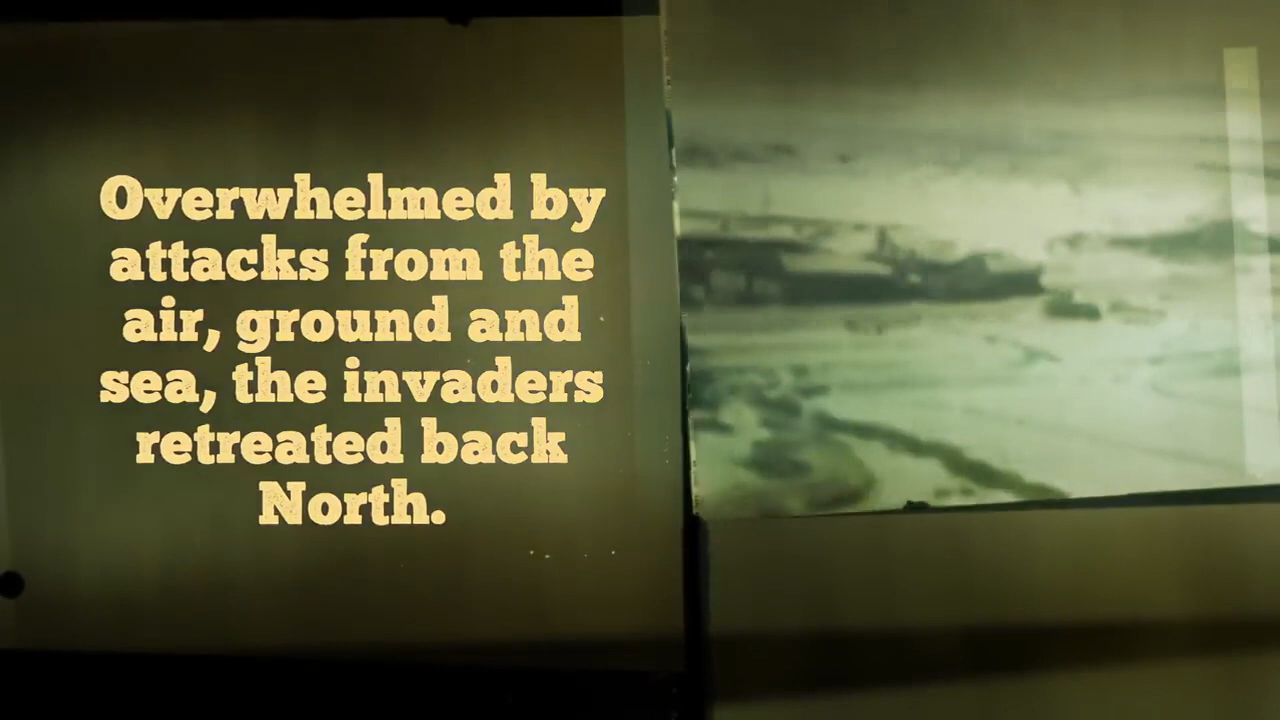 Overwhelmed by
attacks from the
air, ground and
sea, the invaders
retreated back
North.